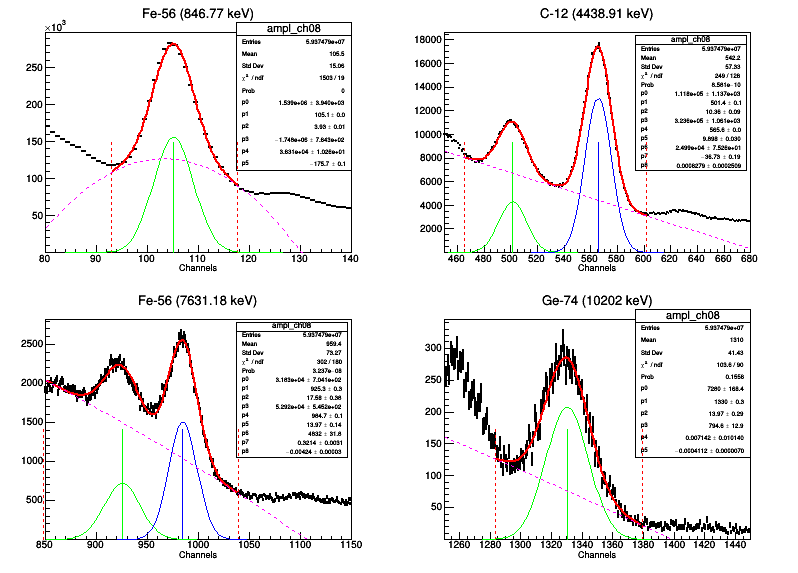 Fe-56 (846.77 keV)
×10³
ampl_ch08
Entries 5.937479e+07
Mean 105.5
Std Dev 15.06
χ² / ndf 1503 / 19
Prob 0
p0 1.539e+06 ± 3.940e+03
p1 105.1 ± 0.0
p2 3.93 ± 0.01
p3 −1.748e+06 ± 7.643e+02
p4 3.631e+04 ± 1.026e+01
p5 −175.7 ± 0.1
250
200
150
100
50
80 90 100 110 120 130 140
Channels
C-12 (4438.91 keV)
ampl_ch08
Entries 5.937479e+07
Mean 542.2
Std Dev 57.33
χ² / ndf 249 / 126
Prob 8.581e-10
p0 1.118e+05 ± 1.137e+03
p1 501.4 ± 0.1
p2 10.36 ± 0.09
p3 3.236e+05 ± 1.061e+03
p4 565.6 ± 0.0
p5 9.898 ± 0.030
p6 2.499e+04 ± 7.526e+01
p7 −36.73 ± 0.19
p8 0.0008279 ± 0.0002509
18000
16000
14000
12000
10000
8000
6000
4000
2000
460 480 500 520 540 560 580 600 620 640 660 680
Channels
Fe-56 (7631.18 keV)
ampl_ch08
Entries 5.937479e+07
Mean 959.4
Std Dev 73.27
χ² / ndf 302 / 180
Prob 3.237e-08
p0 3.163e+04 ± 7.041e+02
p1 925.3 ± 0.3
p2 17.58 ± 0.36
p3 5.292e+04 ± 5.452e+02
p4 984.7 ± 0.1
p5 13.97 ± 0.14
p6 4832 ± 31.8
p7 0.3214 ± 0.0031
p8 −0.00424 ± 0.00003
2500
2000
1500
1000
500
850 900 950 1000 1050 1100 1150
Channels
Ge-74 (10202 keV)
ampl_ch08
Entries 5.937479e+07
Mean 1310
Std Dev 41.43
χ² / ndf 103.6 / 90
Prob 0.1558
p0 7280 ± 168.4
p1 1330 ± 0.3
p2 13.97 ± 0.29
p3 794.6 ± 12.9
p4 0.007142 ± 0.010140
p5 −0.0004112 ± 0.0000070
300
250
200
150
100
50
1260 1280 1300 1320 1340 1360 1380 1400 1420 1440
Channels